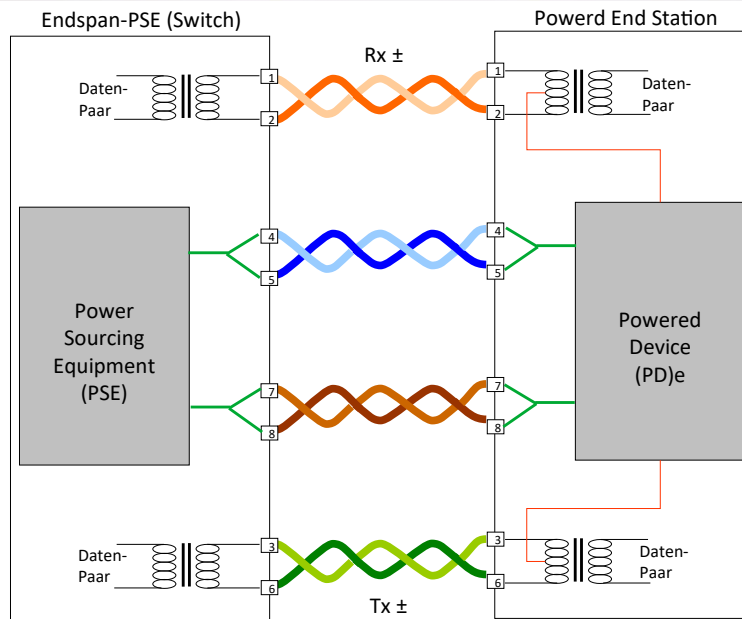 Endspan-PSE (Switch)
Powerd End Station
Rx ±
1
2
1
2
Daten-
Paar
Daten-
Paar
4
5
4
5
Power
Sourcing
Equipment
(PSE)
Powered
Device
(PD)e
7
8
7
8
3
6
3
6
Daten-
Paar
Daten-
Paar
Tx ±